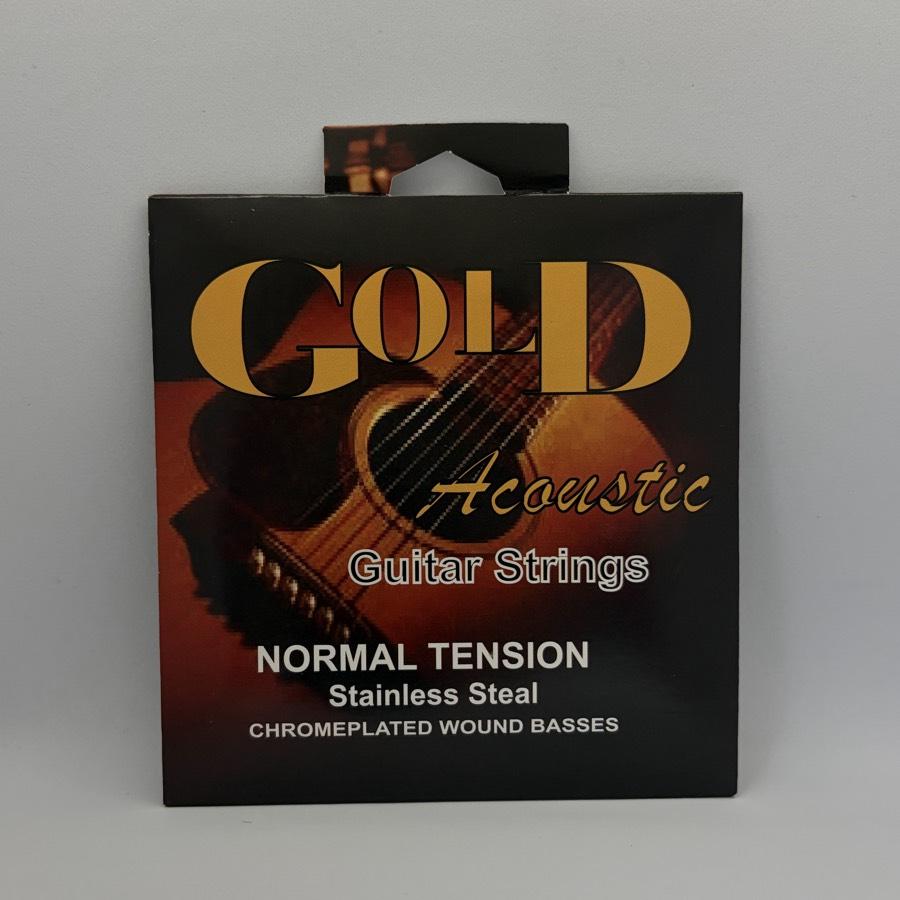 GOLD
Acoustic
Guitar Strings
NORMAL TENSION
Stainless Steal
CHROMEPLATED WOUND BASSES